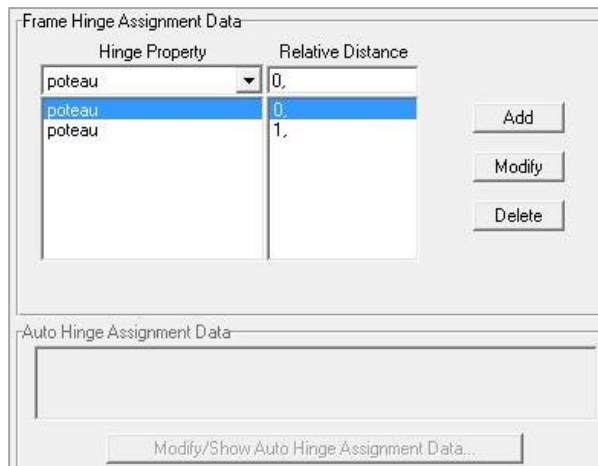 Frame Hinge Assignment Data
Hinge Property Relative Distance
poteau 0,
poteau 0,
poteau 1,
Add
Modify
Delete
Auto Hinge Assignment Data
Modify/Show Auto Hinge Assignment Data...